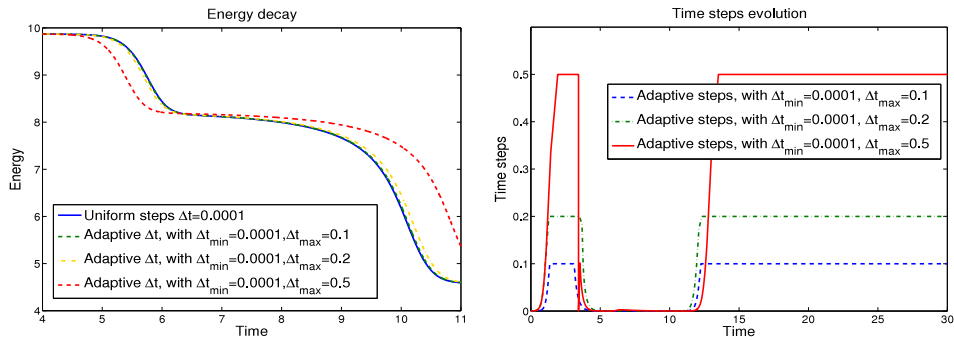 Energy decay
10
9
8
7
6
5
4
Energy
Uniform steps Δt=0.0001
Adaptive Δt, with Δtmin=0.0001,Δtmax=0.1
Adaptive Δt, with Δtmin=0.0001,Δtmax=0.2
Adaptive Δt, with Δtmin=0.0001,Δtmax=0.5
4 5 6 7 8 9 10 11
Time
Time steps evolution
0.5
0.4
0.3
0.2
0.1
0
Time steps
Adaptive steps, with Δtmin=0.0001, Δtmax=0.1
Adaptive steps, with Δtmin=0.0001, Δtmax=0.2
Adaptive steps, with Δtmin=0.0001, Δtmax=0.5
0 5 10 15 20 25 30
Time